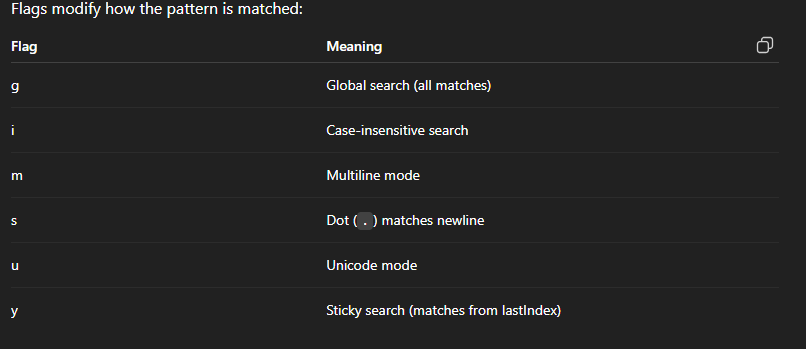 Flags modify how the pattern is matched:
Flag Meaning
g Global search (all matches)
i Case-insensitive search
m Multiline mode
s Dot (.) matches newline
u Unicode mode
y Sticky search (matches from lastIndex)